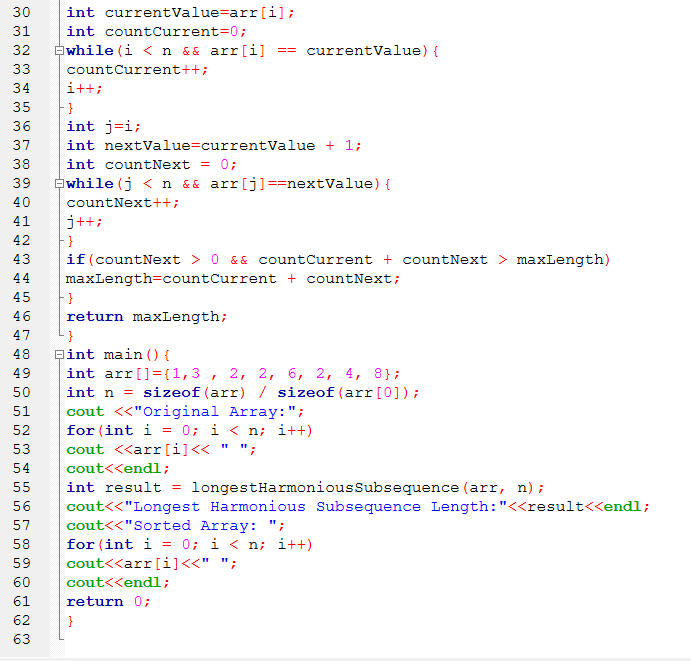 30 int currentValue=arr[i];
31 int countCurrent=0;
32 while(i < n && arr[i] == currentValue){
33 countCurrent++;
34 i++;
35 }
36 int j=i;
37 int nextValue=currentValue + 1;
38 int countNext = 0;
39 while(j < n && arr[j]==nextValue){
40 countNext++;
41 j++;
42 }
43 if(countNext > 0 && countCurrent + countNext > maxLength)
44 maxLength=countCurrent + countNext;
45 }
46 return maxLength;
47 }
48 int main(){
49 int arr[]={1,3 , 2, 2, 6, 2, 4, 8};
50 int n = sizeof(arr) / sizeof(arr[0]);
51 cout <<"Original Array:";
52 for(int i = 0; i < n; i++)
53 cout <<arr[i]<< " ";
54 cout<<endl;
55 int result = longestHarmoniousSubsequence(arr, n);
56 cout<<"Longest Harmonious Subsequence Length:"<<result<<endl;
57 cout<<"Sorted Array: ";
58 for(int i = 0; i < n; i++)
59 cout<<arr[i]<<" ";
60 cout<<endl;
61 return 0;
62 }
63